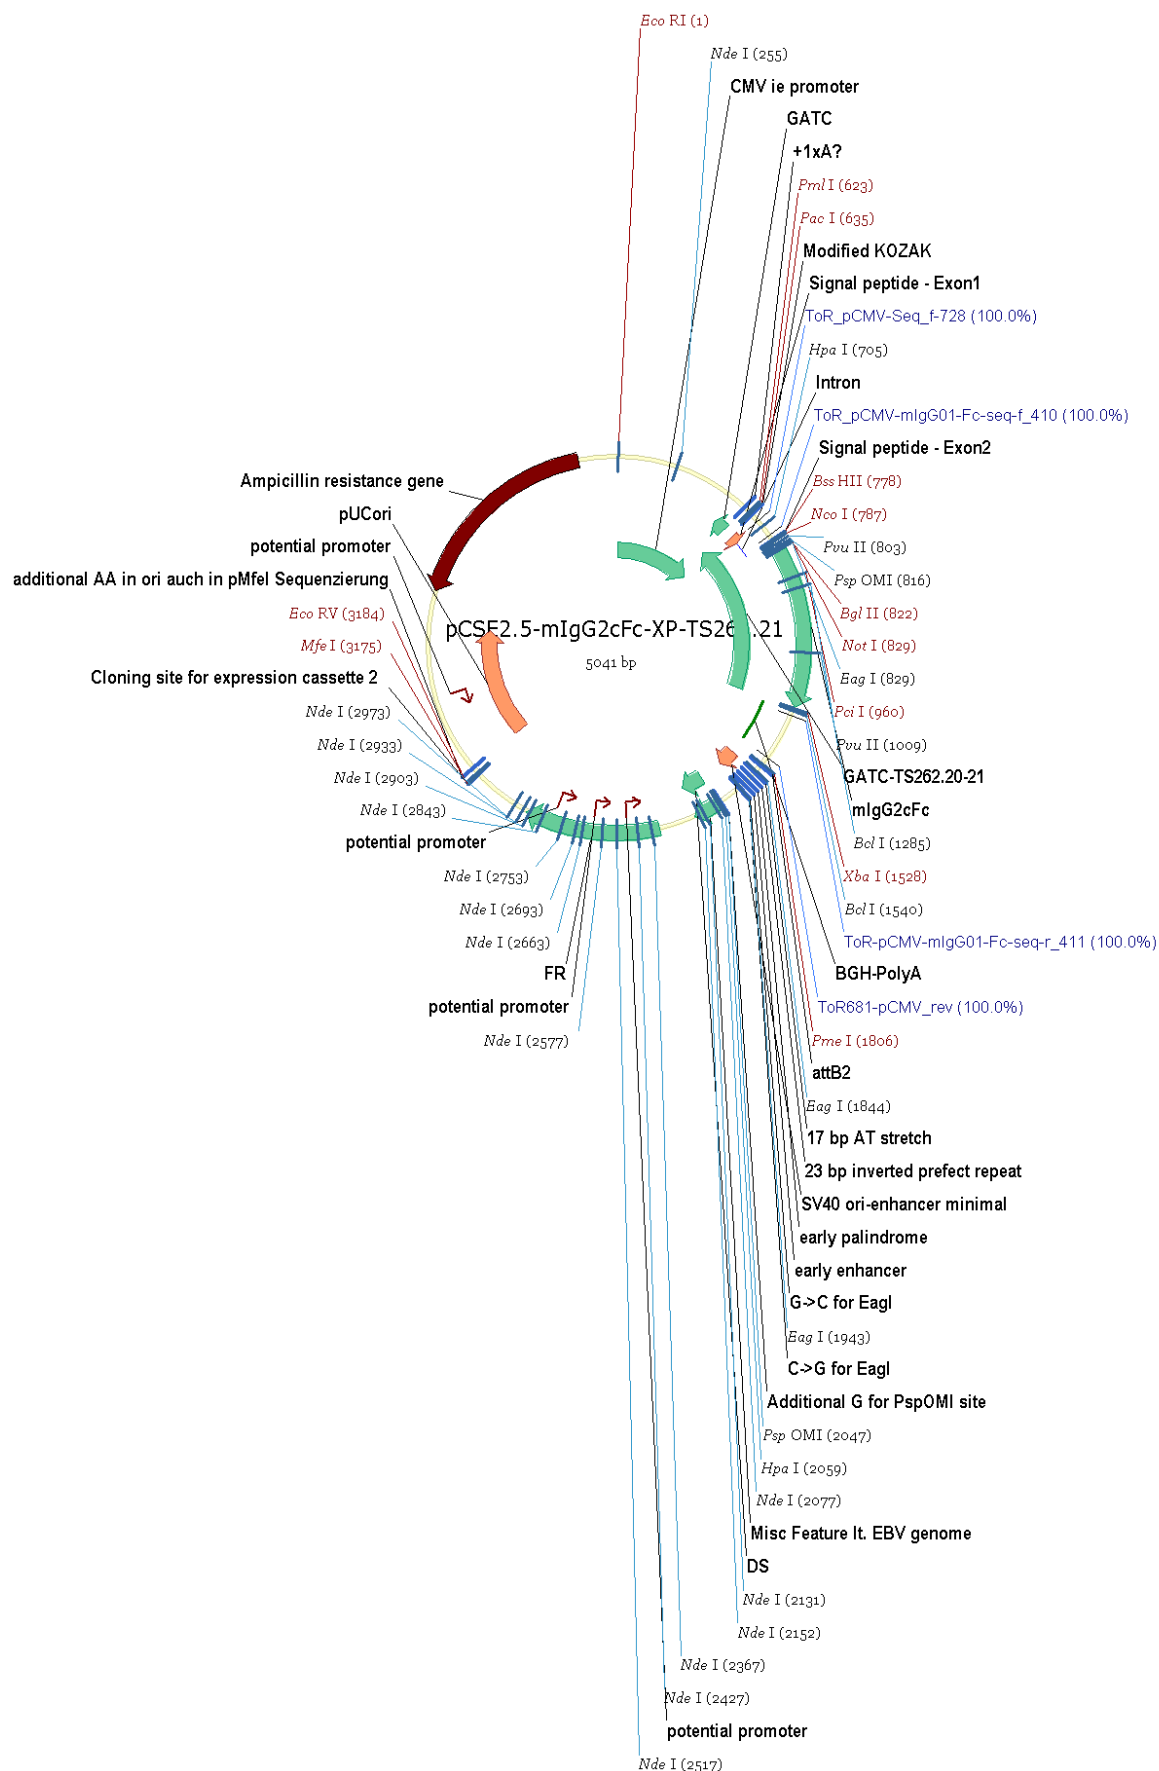 Eco RI (1)
Nde I (255)
CMV ie promoter
GATC
+1xA?
Pml I (623)
Pac I (635)
Modified KOZAK
Signal peptide - Exon1
ToR_pCMV-Seq_f-728 (100.0%)
Hpa I (705)
Intron
ToR_pCMV-mIgG01-Fc-seq-f_410 (100.0%)
Signal peptide - Exon2
Bss HII (778)
Nco I (787)
Pvu II (803)
Psp OMI (816)
Bgl II (822)
Not I (829)
Eag I (829)
Pci I (960)
Pvu II (1009)
GATC-TS262.20-21
mIgG2cFc
Bcl I (1285)
Xba I (1528)
Bcl I (1540)
ToR-pCMV-mIgG01-Fc-seq-r_411 (100.0%)
BGH-PolyA
ToR681-pCMV_rev (100.0%)
Pme I (1806)
attB2
Eag I (1844)
17 bp AT stretch
23 bp inverted prefect repeat
SV40 ori-enhancer minimal
early palindrome
early enhancer
G->C for EagI
Eag I (1943)
C->G for EagI
Additional G for PspOMI site
Psp OMI (2047)
Hpa I (2059)
Nde I (2077)
Misc Feature lt. EBV genome
DS
Nde I (2131)
Nde I (2152)
Nde I (2367)
Nde I (2427)
potential promoter
Nde I (2517)
Nde I (2577)
potential promoter
FR
Nde I (2663)
Nde I (2693)
Nde I (2753)
potential promoter
Nde I (2843)
Nde I (2903)
Nde I (2933)
Nde I (2973)
Cloning site for expression cassette 2
Mfe I (3175)
Eco RV (3184)
additional AA in ori auch in pMfeI Sequenzierung
potential promoter
pUCori
Ampicillin resistance gene
5041 bp